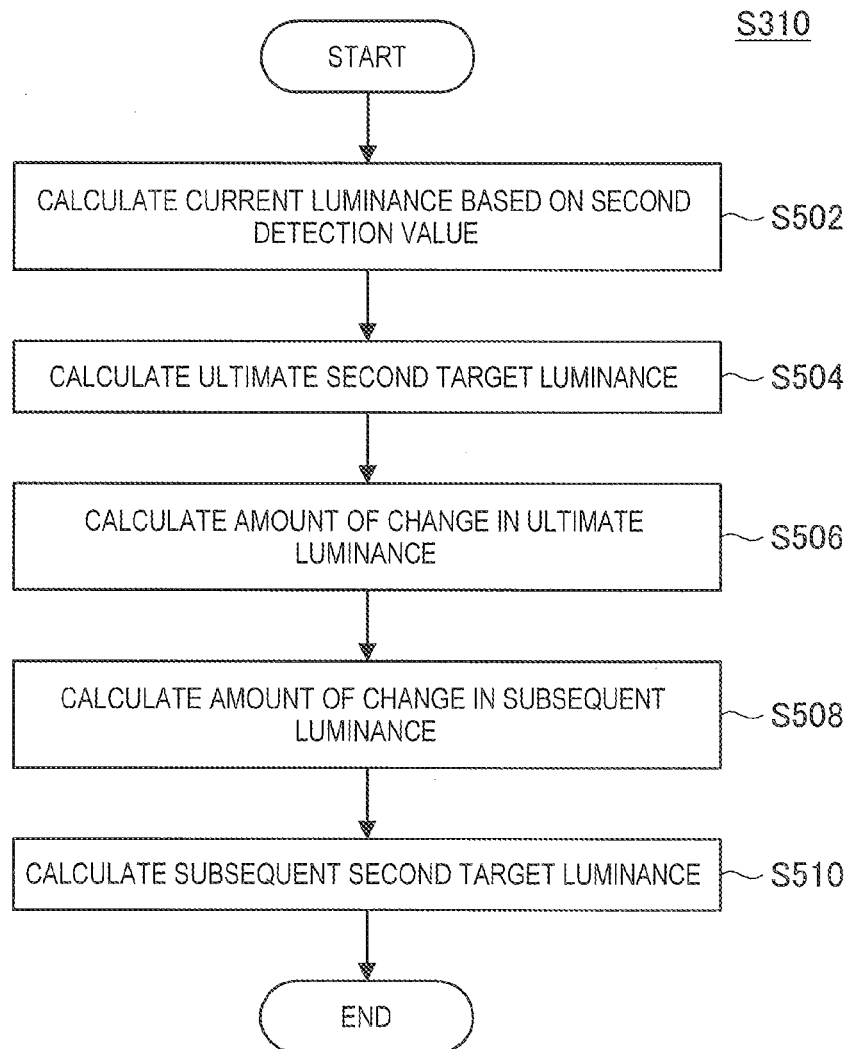 S310
START
CALCULATE CURRENT LUMINANCE BASED ON SECOND
DETECTION VALUE
S502
CALCULATE ULTIMATE SECOND TARGET LUMINANCE
S504
CALCULATE AMOUNT OF CHANGE IN ULTIMATE
LUMINANCE
S506
CALCULATE AMOUNT OF CHANGE IN SUBSEQUENT
LUMINANCE
S508
CALCULATE SUBSEQUENT SECOND TARGET LUMINANCE
S510
END